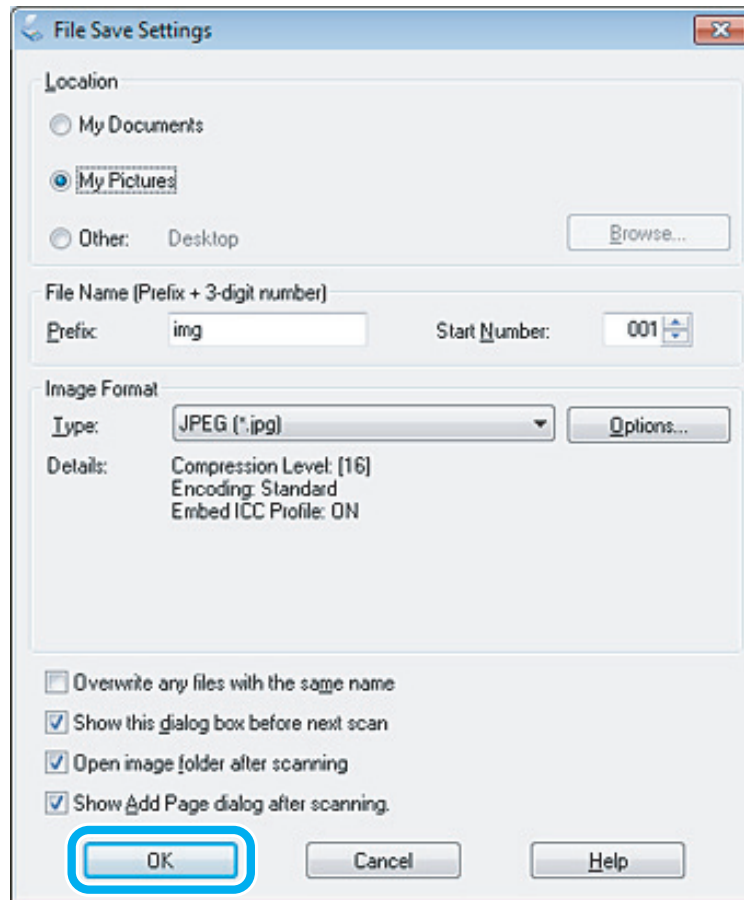 File Save Settings
Location
My Documents
My Pictures
Other: Desktop Browse...
File Name (Prefix + 3-digit number)
Prefix: img Start Number: 001
Image Format
Type: JPEG (*.jpg) Options...
Details: Compression Level: [16]
Encoding: Standard
Embed ICC Profile: ON
Overwrite any files with the same name
Show this dialog box before next scan
Open image folder after scanning
Show Add Page dialog after scanning.
OK Cancel Help